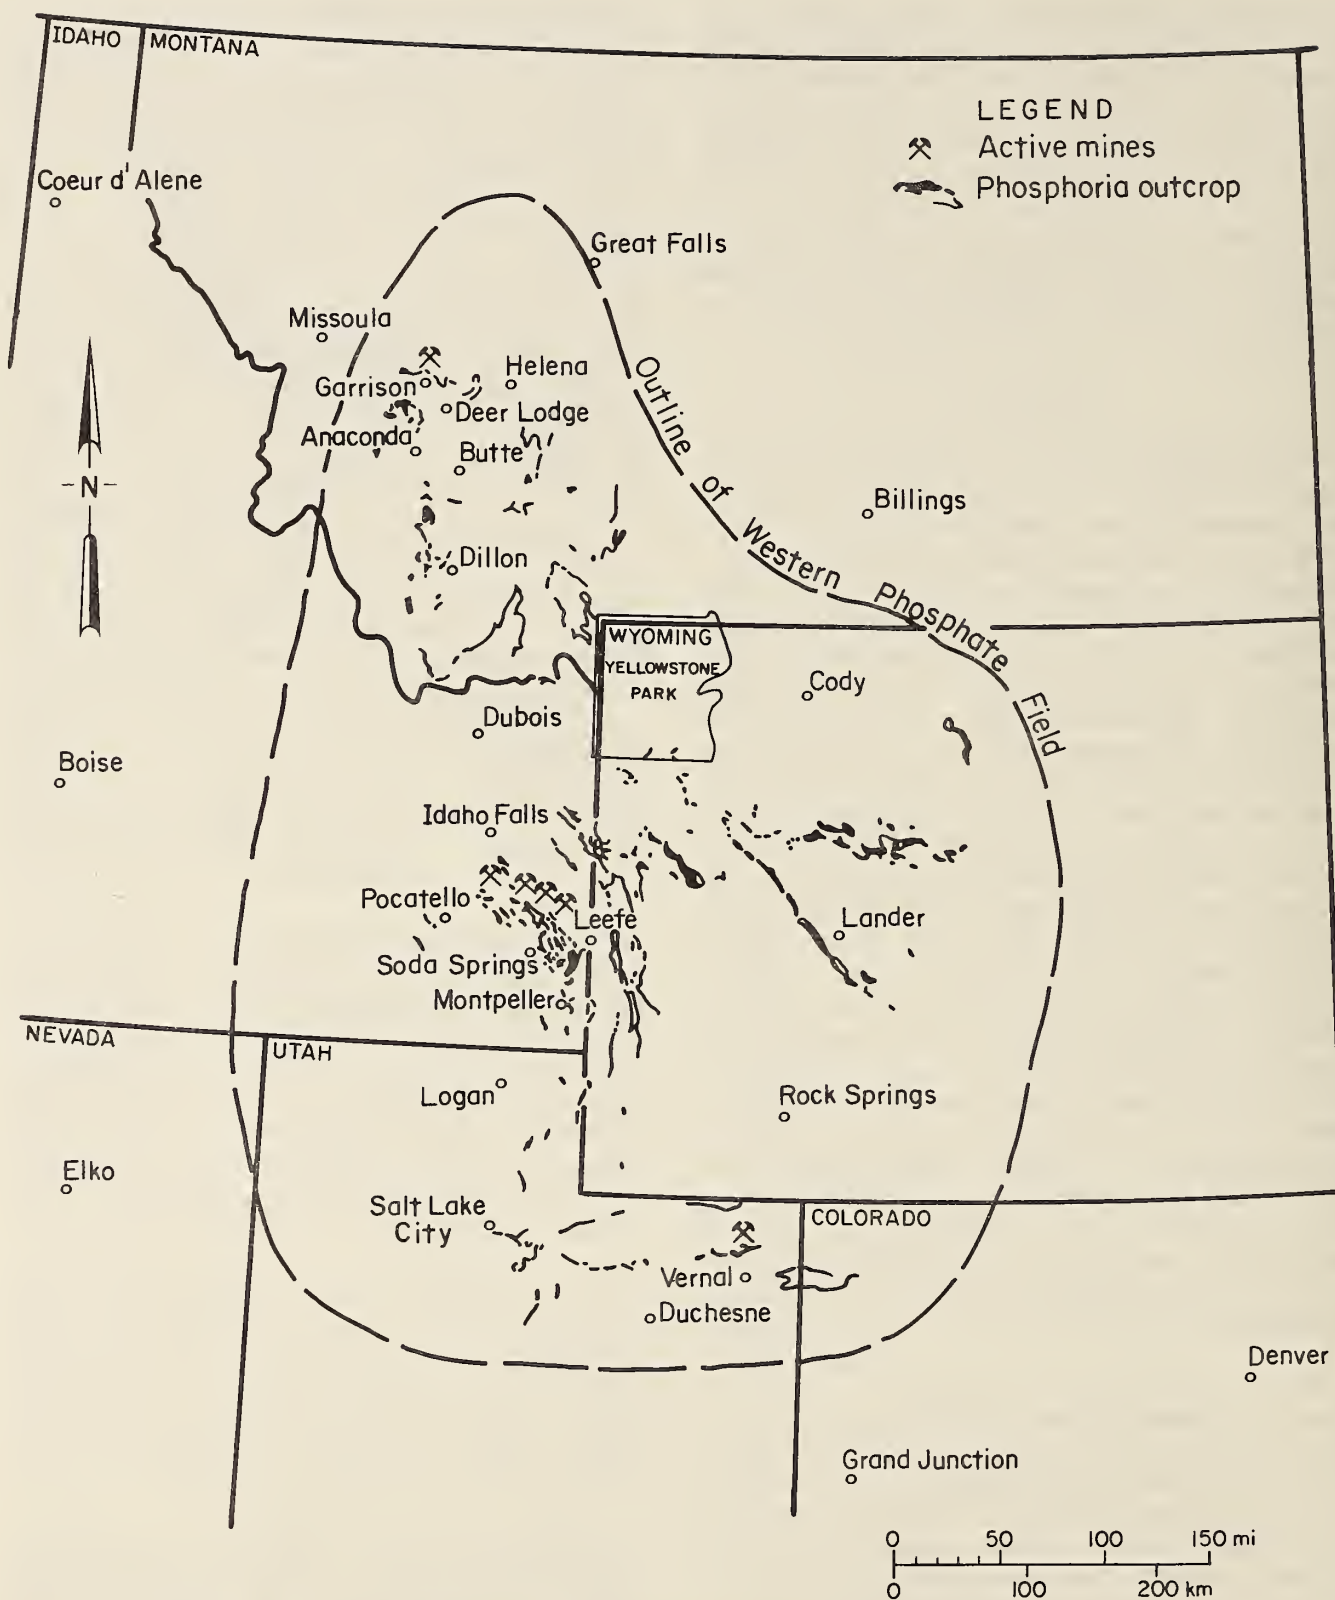 IDAHO
MONTANA
LEGEND
Active mines
Phosphoria outcrop
Coeur d'Alene
Great Falls
Missoula
Helena
Garrison
Deer Lodge
Anaconda
Butte
Outline of Western Phosphate Field
N
Billings
Dillon
WYOMING
YELLOWSTONE
PARK
Cody
Dubois
Boise
Idaho Falls
Pocatello
Leefe
Lander
Soda Springs
Montpeller
NEVADA
UTAH
Logan
Rock Springs
Elko
Salt Lake
City
COLORADO
Vernal
Duchesne
Denver
Grand Junction
0 50 100 150 mi
0 100 200 km